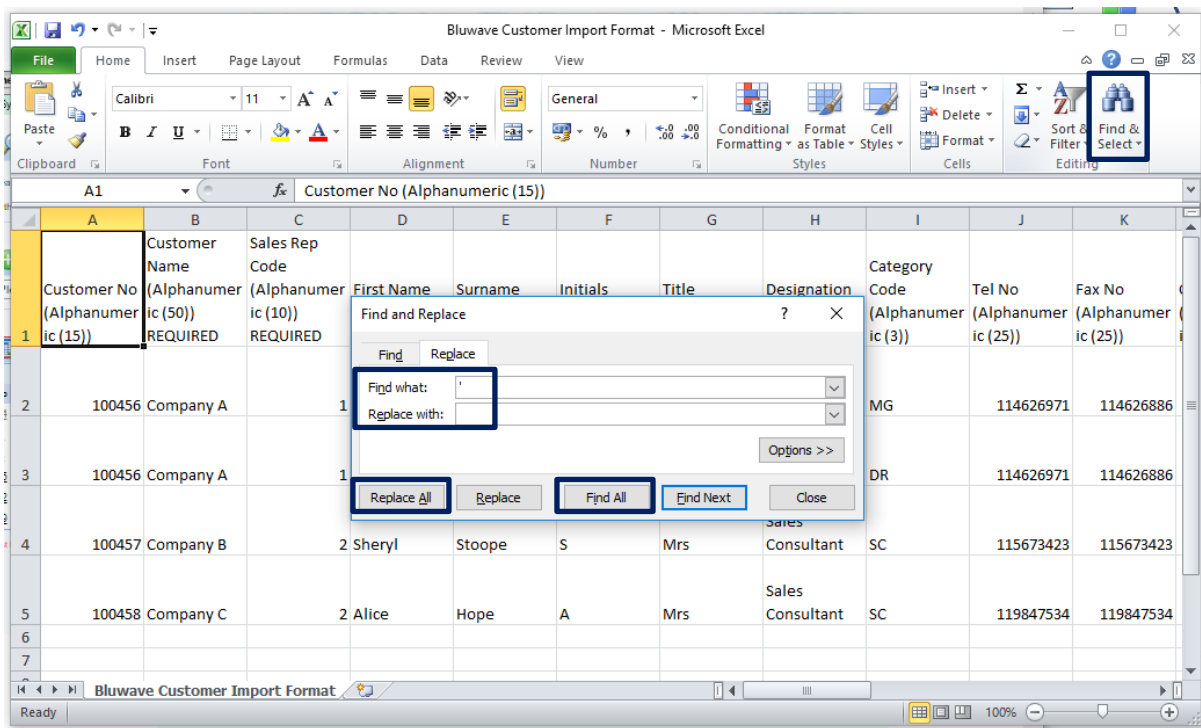 Bluwave Customer Import Format - Microsoft Excel
File Home Insert Page Layout Formulas Data Review View
Paste
Clipboard
Calibri 11 A A
B I U A
Font
Alignment
General
% , .00 .00
Number
Conditional Formatting Format as Table Cell Styles
Styles
Insert
Delete
Format
Cells
Σ
Sort & Filter
Find & Select
Editing
A1 fx Customer No (Alphanumeric (15))
A B C D E F G H I J K
1 Customer No (Alphanumer ic (15))
Customer Name (Alphanumer ic (50)) REQUIRED
Sales Rep Code (Alphanumer ic (10)) REQUIRED
First Name
Surname
Initials
Title
Designation
Category Code (Alphanumer ic (3))
Tel No (Alphanumer ic (25))
Fax No (Alphanumer ic (25))
2 100456 Company A 1 MG 114626971 114626886
3 100456 Company A 1 DR 114626971 114626886
4 100457 Company B 2 Sheryl Stoope S Mrs Sales Consultant SC 115673423 115673423
5 100458 Company C 2 Alice Hope A Mrs Sales Consultant SC 119847534 119847534
6
7
Find and Replace ?
Find Replace
Find what: '
Replace with:
Options >>
Replace All Replace Find All Find Next Close
Bluwave Customer Import Format
Ready 100%